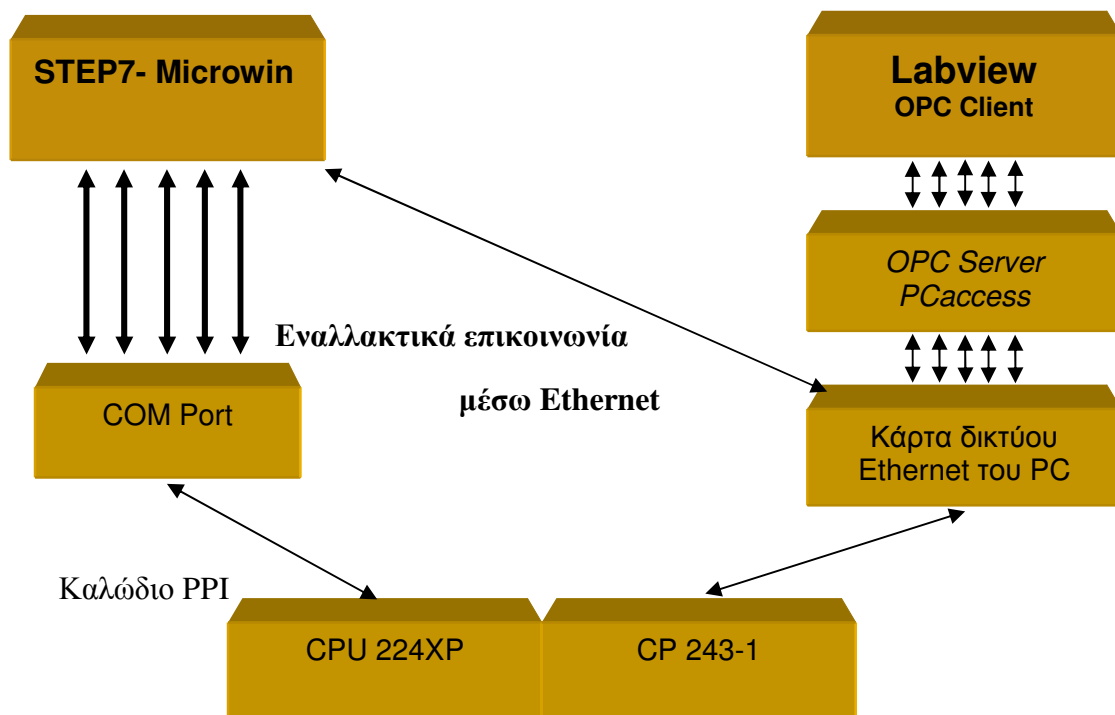 STEP7- Microwin
Labview
OPC Client
OPC Server
PCaccess
Εναλλακτικά επικοινωνία
μέσω Ethernet
COM Port
Κάρτα δικτύου
Ethernet του PC
Καλώδιο PPI
CPU 224XP
CP 243-1